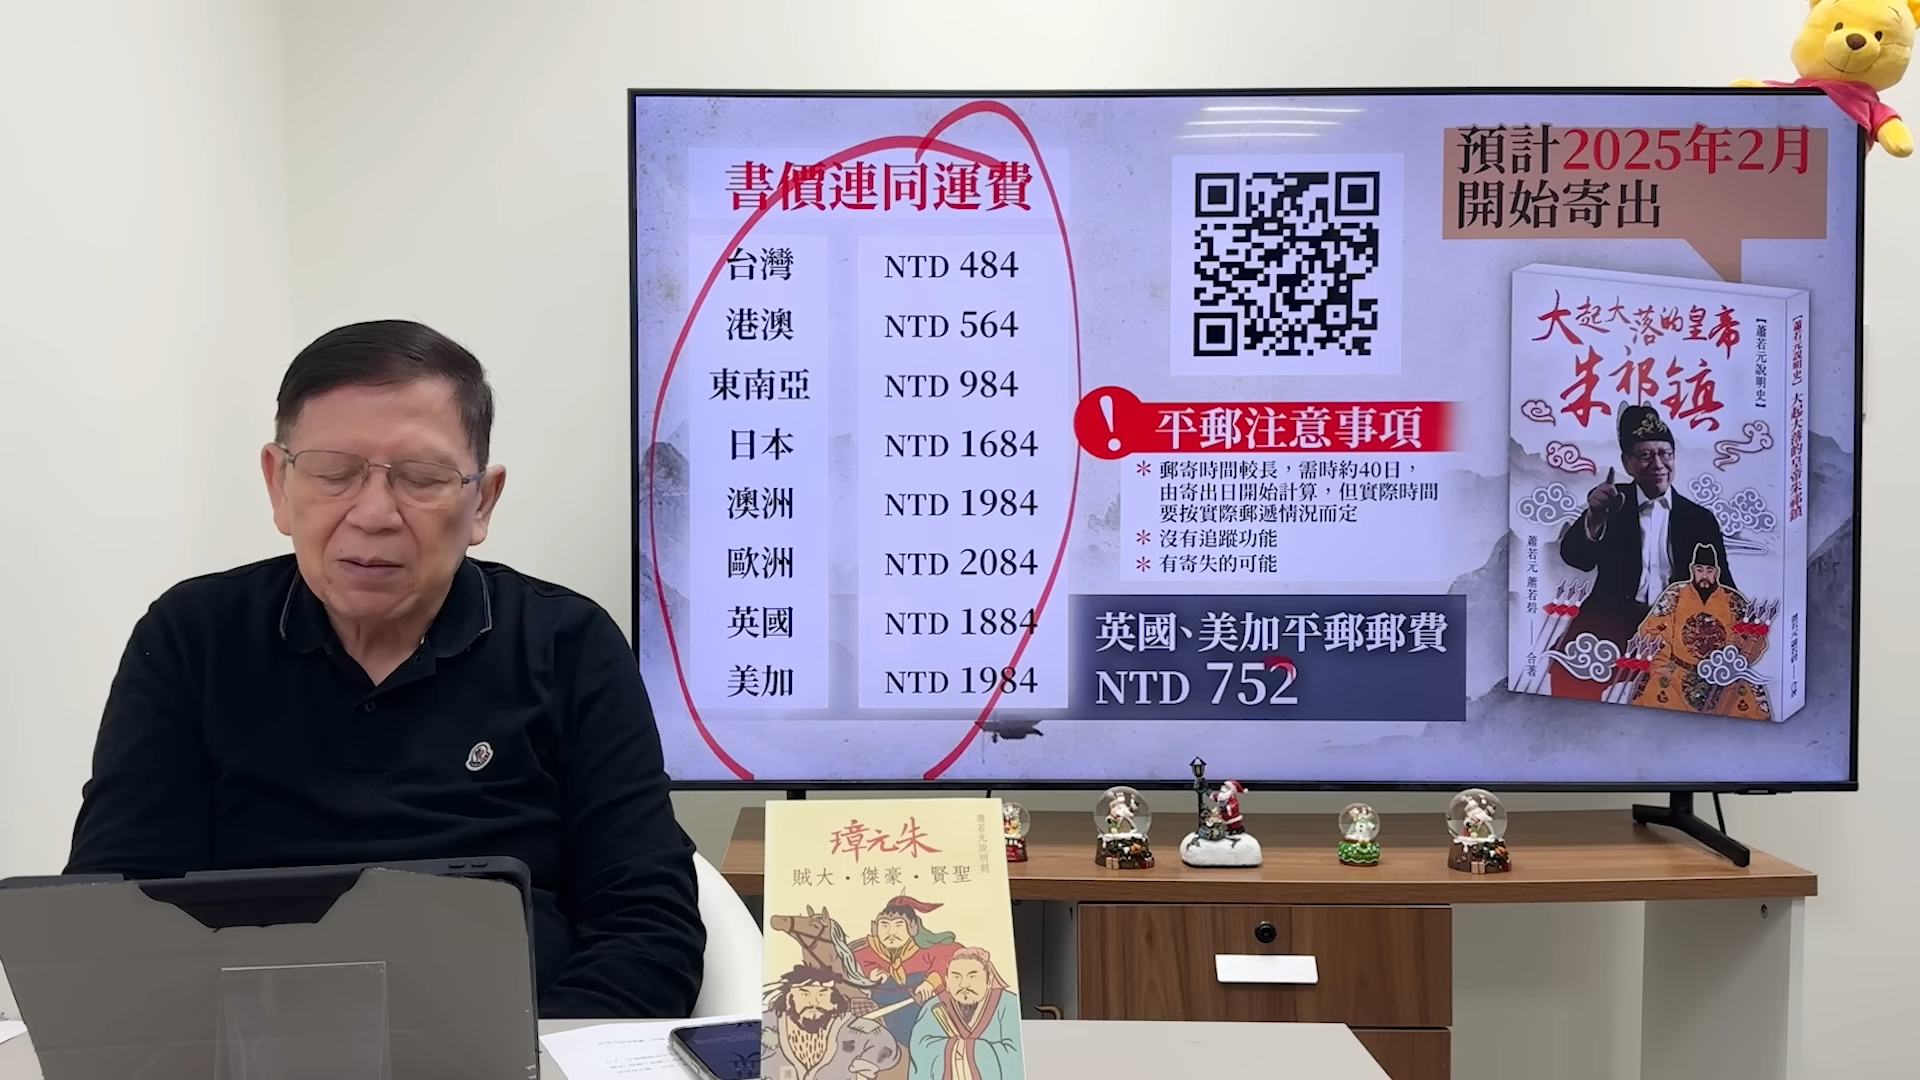 書價連同運費
台灣 NTD 484
港澳 NTD 564
東南亞 NTD 984
日本 NTD 1684
澳洲 NTD 1984
歐洲 NTD 2084
英國 NTD 1884
美加 NTD 1984
預計2025年2月
開始寄出
! 平郵注意事項
* 郵寄時間較長，需時約40日，
由寄出日開始計算，但實際時間
要按實際郵遞情況而定
* 沒有追蹤功能
* 有寄失的可能
英國、美加平郵郵費
NTD 752
大起大落的皇帝
朱祁鎮
【蕭若元說明史】
蕭若元 蕭若碧——合著
【蕭若元說明史】大起大落的皇帝朱祁鎮
璋元朱
賊大·傑豪·賢聖
蕭若元說明朝